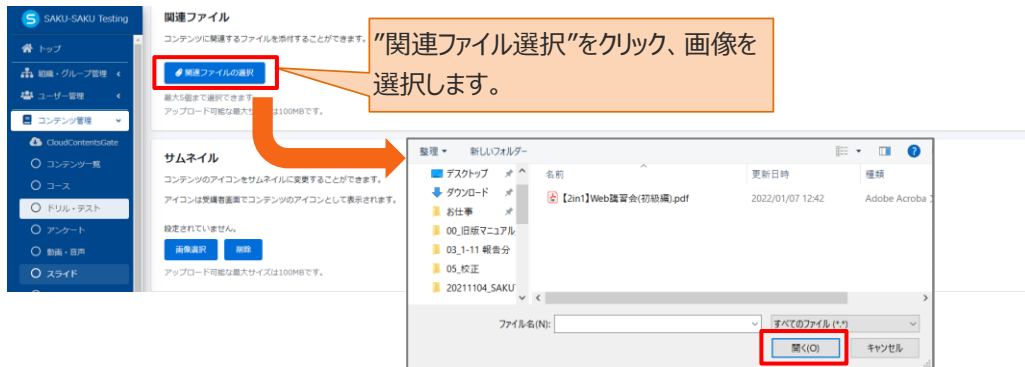 SAKU-SAKU Testing
トップ
組織・グループ管理
ユーザー管理
コンテンツ管理
CloudContentsGate
コンテンツ一覧
コース
ドリル・テスト
アンケート
動画・音声
スライド
関連ファイル
コンテンツに関連するファイルを添付することができます。
関連ファイルの選択
最大5個まで選択できます
アップロード可能な最大サ は100MBです。
"関連ファイル選択"をクリック、画像を
選択します。
サムネイル
コンテンツのアイコンをサムネイルに変更することができます。
アイコンは受講者画面でコンテンツのアイコンとして表示されます。
設定されていません。
画像選択 削除
アップロード可能な最大サイズは100MBです。
整理 新しいフォルダー
デスクトップ
ダウンロード
お仕事
00_旧版マニュアル
03_1-11 報告分
05_校正
20211104_SAKU
名前 更新日時 種類
【2in1】Web講習会(初級編).pdf 2022/01/07 12:42 Adobe Acroba
ファイル名(N): すべてのファイル (*.*)
開く(O) キャンセル